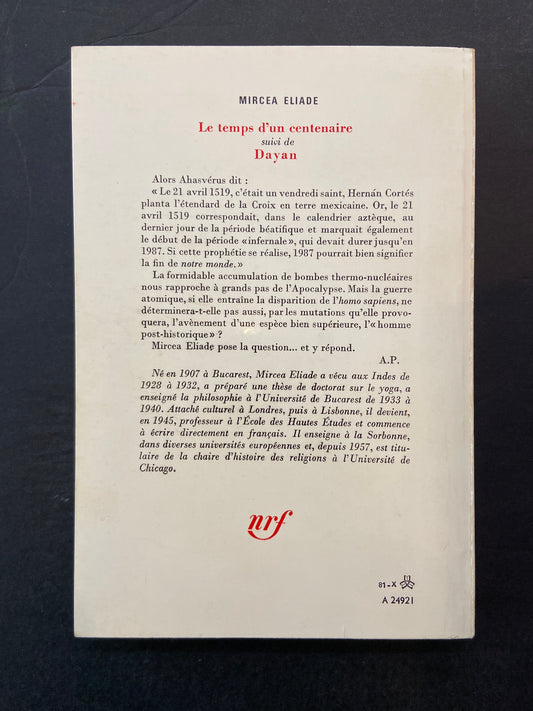 MIRCEA ELIADE
Le temps d'un centenaire
suivi de
Dayan
Alors Ahasvérus dit :
« Le 21 avril 1519, c'était un vendredi saint, Hernán Cortés
planta l'étendard de la Croix en terre mexicaine. Or, le 21
avril 1519 correspondait, dans le calendrier aztèque, au
dernier jour de la période béatifique et marquait également
le début de la période «infernale», qui devait durer jusqu'en
1987. Si cette prophétie se réalise, 1987 pourrait bien signifier
la fin de notre monde.»
La formidable accumulation de bombes thermo-nucléaires
nous rapproche à grands pas de l'Apocalypse. Mais la guerre
atomique, si elle entraîne la disparition de l'homo sapiens, ne
déterminera-t-elle pas aussi, par les mutations qu'elle provo-
quera, l'avènement d'une espèce bien supérieure, l'«homme
post-historique» ?
Mircea Eliade pose la question... et y répond.
A.P.
Né en 1907 à Bucarest, Mircea Eliade a vécu aux Indes de
1928 à 1932, a préparé une thèse de doctorat sur le yoga, a
enseigné la philosophie à l'Université de Bucarest de 1933 à
1940. Attaché culturel à Londres, puis à Lisbonne, il devient,
en 1945, professeur à l'École des Hautes Études et commence
à écrire directement en français. Il enseigne à la Sorbonne,
dans diverses universités européennes et, depuis 1957, est titu-
laire de la chaire d'histoire des religions à l'Université de
Chicago.
nrf
81-X
A 24921